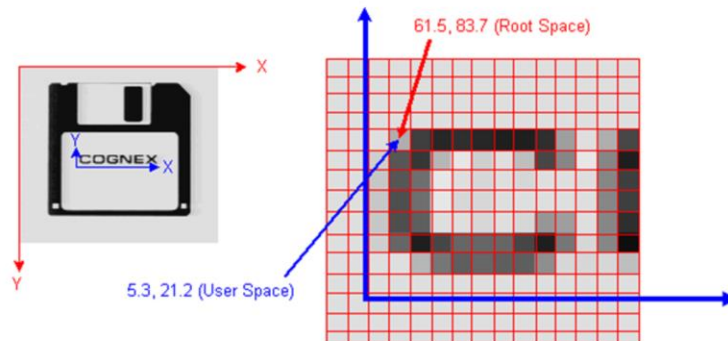 61.5, 83.7 (Root Space)
X
Y
COGNEX
X
Y
5.3, 21.2 (User Space)